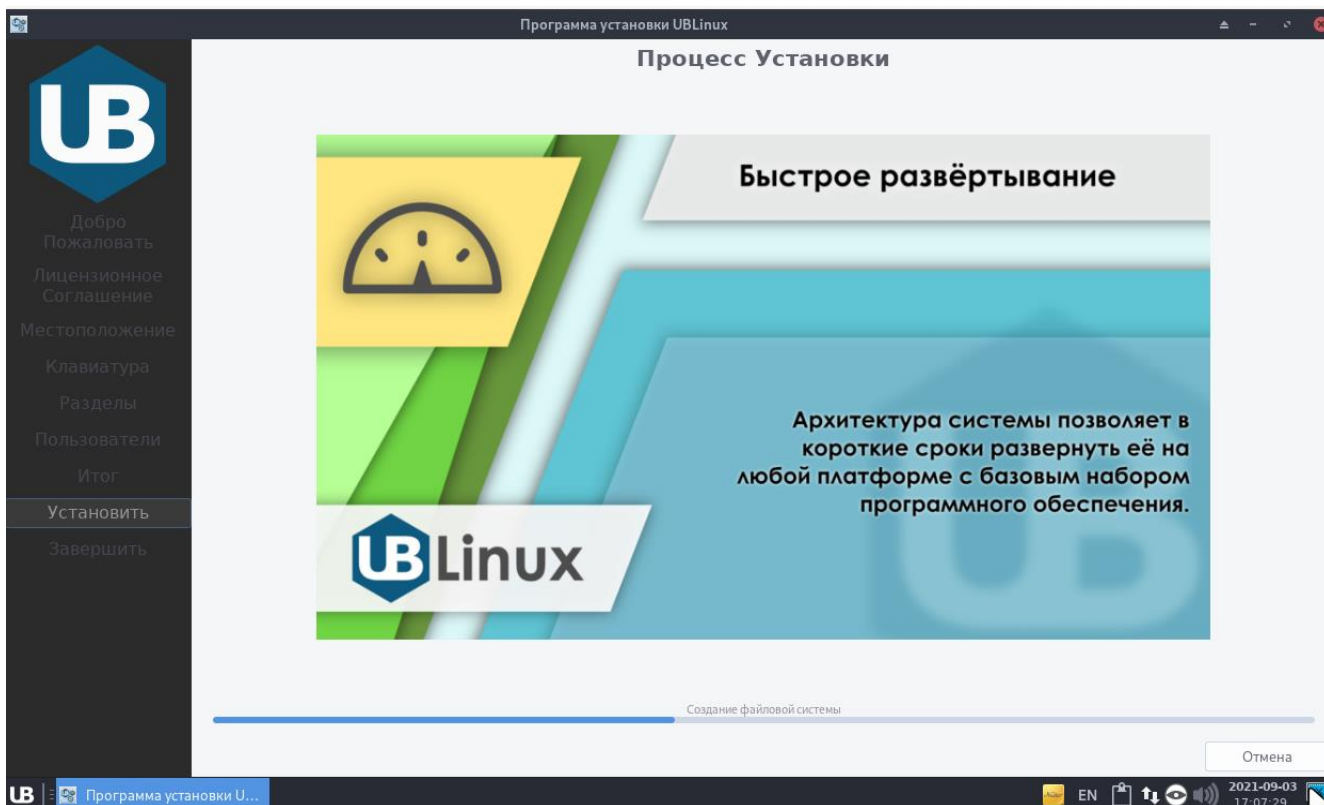 Программа установки UBLinux
UB
Добро
Пожаловать
Лицензионное
Соглашение
Местоположение
Клавиатура
Разделы
Пользователи
Итог
Установить
Завершить
Процесс Установки
Быстрое развёртывание
Архитектура системы позволяет в
короткие сроки развернуть её на
любой платформе с базовым набором
программного обеспечения.
UBLinux
UB
Создание файловой системы
Отмена
UB
Программа установки U...
EN
2021-09-03
17:07:29